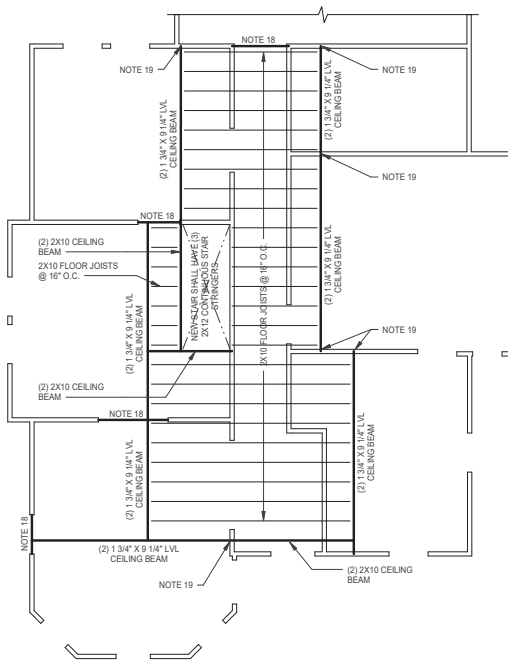 NOTE 18
NOTE 19
NOTE 19
(2) 1 3/4" X 9 1/4" LVL
CEILING BEAM
(2) 1 3/4" X 9 1/4" LVL
CEILING BEAM
NOTE 19
NOTE 18
(2) 2X10 CEILING
BEAM
2X10 FLOOR JOISTS
@ 16" O.C.
NEW STAIR SHALL HAVE (3)
2X12 CONTINUOUS STAIR
STRINGERS
2X10 FLOOR JOISTS @ 16" O.C.
(2) 1 3/4" X 9 1/4" LVL
CEILING BEAM
(2) 1 3/4" X 9 1/4" LVL
CEILING BEAM
NOTE 19
(2) 2X10 CEILING
BEAM
NOTE 18
(2) 1 3/4" X 9 1/4" LVL
CEILING BEAM
(2) 1 3/4" X 9 1/4" LVL
CEILING BEAM
NOTE 18
(2) 1 3/4" X 9 1/4" LVL
CEILING BEAM
NOTE 19
(2) 2X10 CEILING
BEAM